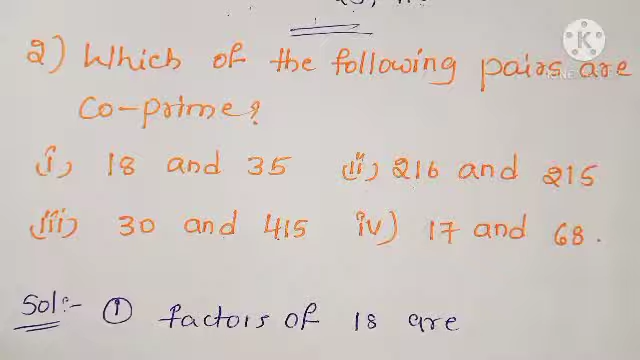 2) Which of the following pairs are
Co-prime?
i) 18 and 35 ii) 216 and 215
iii) 30 and 415 iv) 17 and 68.
Sol:- ① factors of 18 are